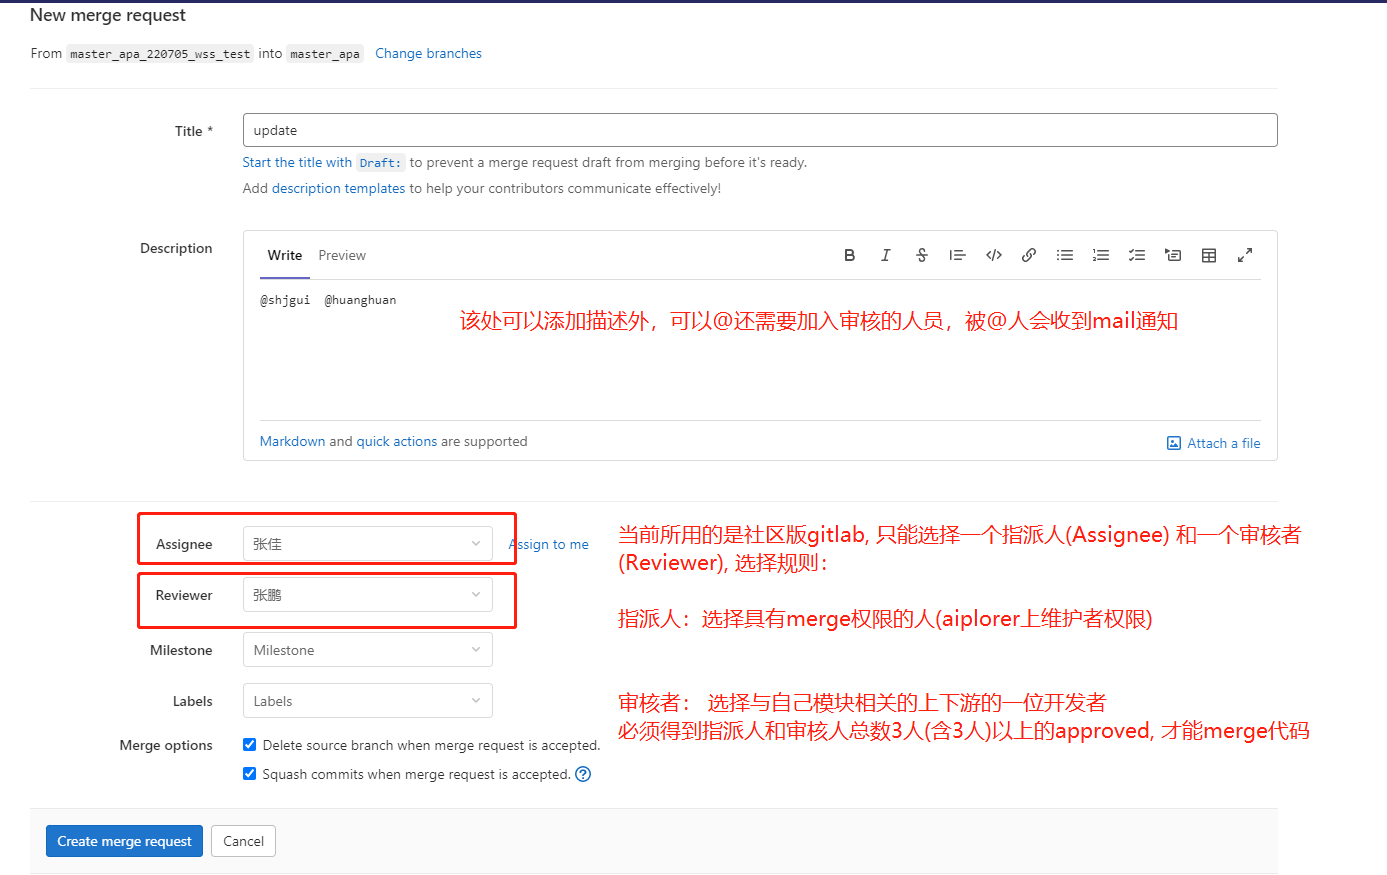 New merge request
From master_apa_220705_wss_test into master_apa Change branches
Title *
update
Start the title with Draft: to prevent a merge request draft from merging before it's ready.
Add description templates to help your contributors communicate effectively!
Description
Write Preview
@shjgui @huanghuan
该处可以添加描述外，可以@还需要加入审核的人员，被@人会收到mail通知
Markdown and quick actions are supported
Attach a file
Assignee 张佳 Assign to me
Reviewer 张鹏
当前所用的是社区版gitlab, 只能选择一个指派人(Assignee) 和一个审核者
(Reviewer), 选择规则：
指派人：选择具有merge权限的人(aiplorer上维护者权限)
Milestone Milestone
Labels Labels
审核者： 选择与自己模块相关的上下游的一位开发者
必须得到指派人和审核人总数3人(含3人)以上的approved, 才能merge代码
Merge options Delete source branch when merge request is accepted.
Squash commits when merge request is accepted.
Create merge request Cancel